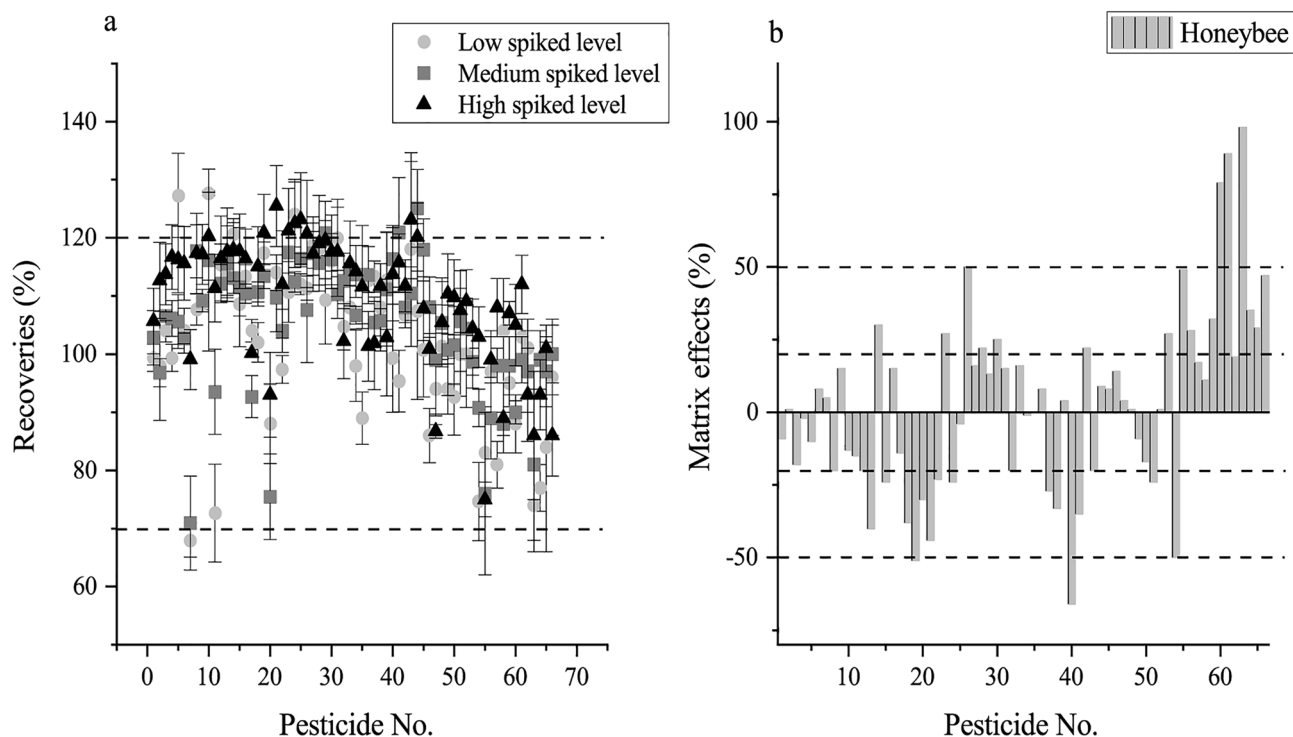 a
Low spiked level
Medium spiked level
High spiked level
140
120
100
80
60
0 10 20 30 40 50 60 70
Recoveries (%)
Pesticide No.
b
Honeybee
100
50
0
-50
10 20 30 40 50 60
Matrix effects (%)
Pesticide No.